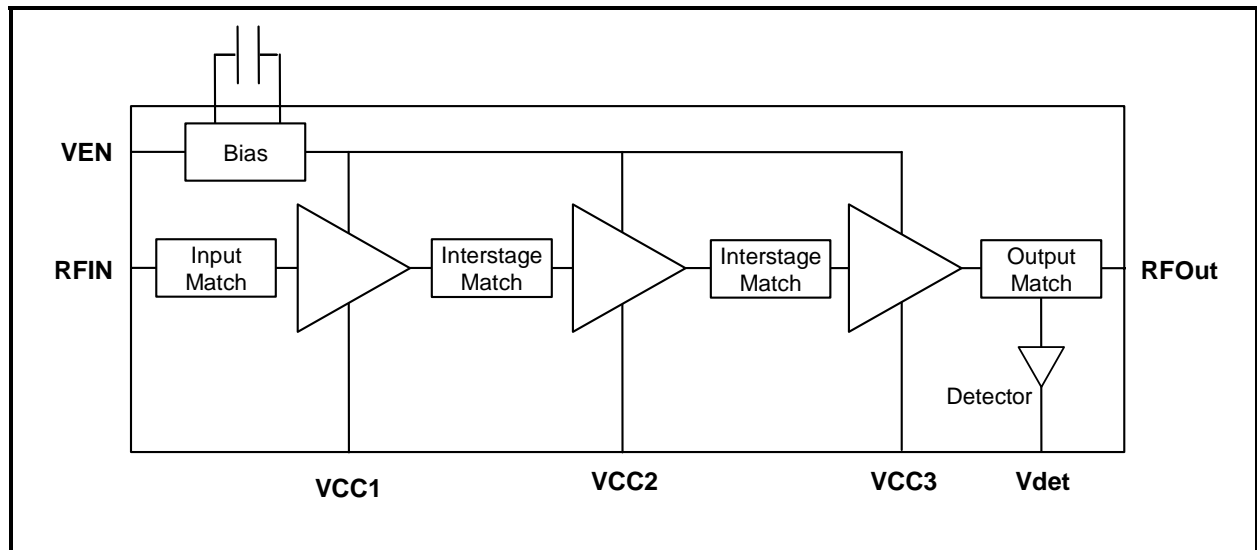 VEN
Bias
RFIN
Input
Match
Interstage
Match
Interstage
Match
Output
Match
RFOut
Detector
VCC1
VCC2
VCC3
Vdet